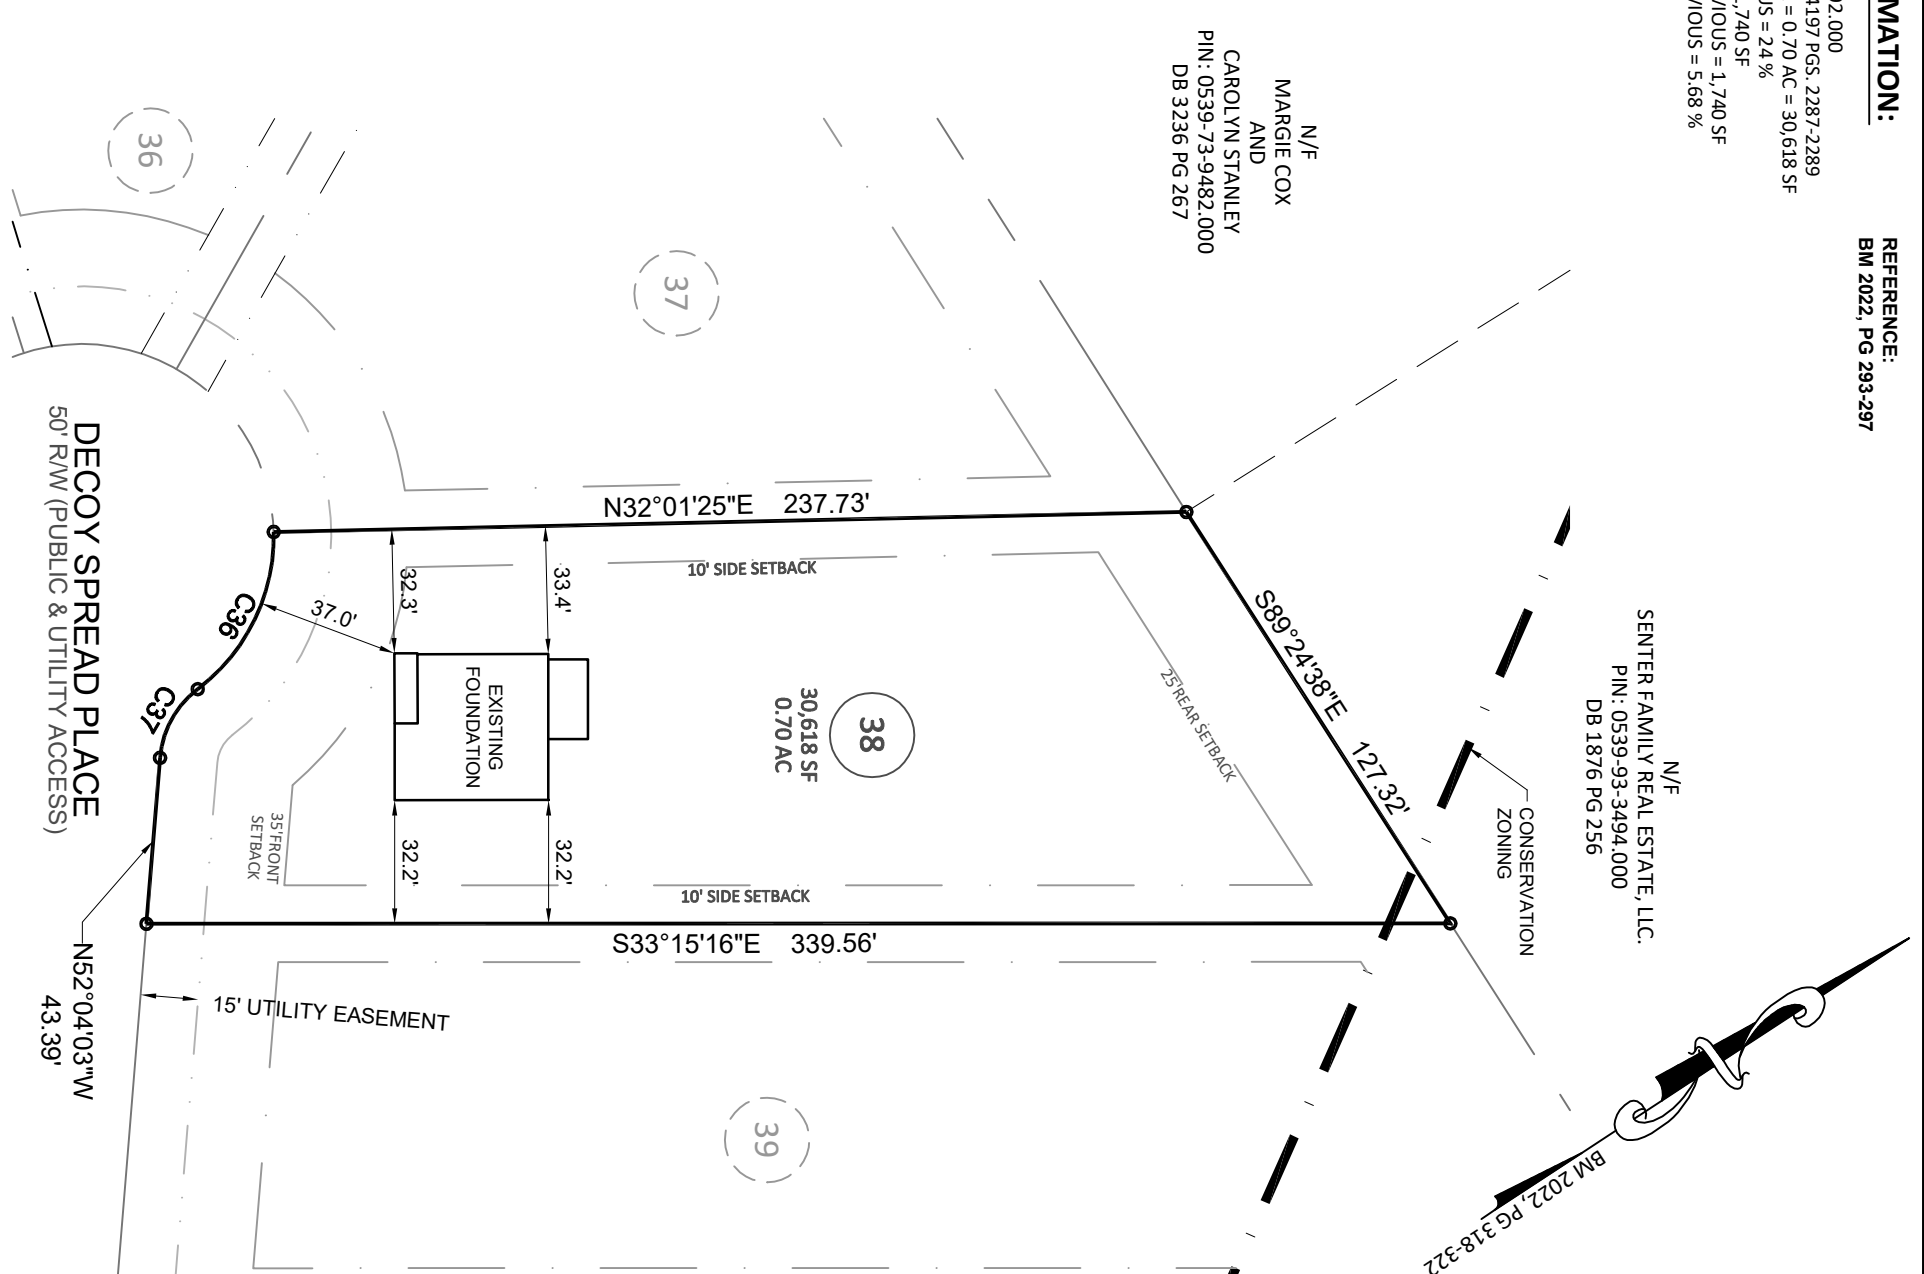 MATION:
02.000
4197 PGS. 2287-2289
= 0.70 AC = 30,618 SF
US = 24 %
,740 SF
VIOUS = 1,740 SF
VIOUS = 5.68 %
REFERENCE:
BM 2022, PG 293-297
N/F
MARGIE COX
AND
CAROLYN STANLEY
PIN: 0539-73-9482.000
DB 3236 PG 267
N/F
SENTER FAMILY REAL ESTATE, LLC.
PIN: 0539-93-3494.000
DB 1876 PG 256
CONSERVATION
ZONING
36
37
N32°01'25"E 237.73'
10' SIDE SETBACK
S89°24'38"E 127.32'
25' REAR SETBACK
32.3'
33.4'
37.0'
C36
C37
EXISTING
FOUNDATION
38
30,618 SF
0.70 AC
32.2'
32.2'
35' FRONT
SETBACK
10' SIDE SETBACK
S33°15'16"E 339.56'
DECOY SPREAD PLACE
50' R/W (PUBLIC & UTILITY ACCESS)
N52°04'03"W
43.39'
15' UTILITY EASEMENT
39
BM 2022, PG 318-322